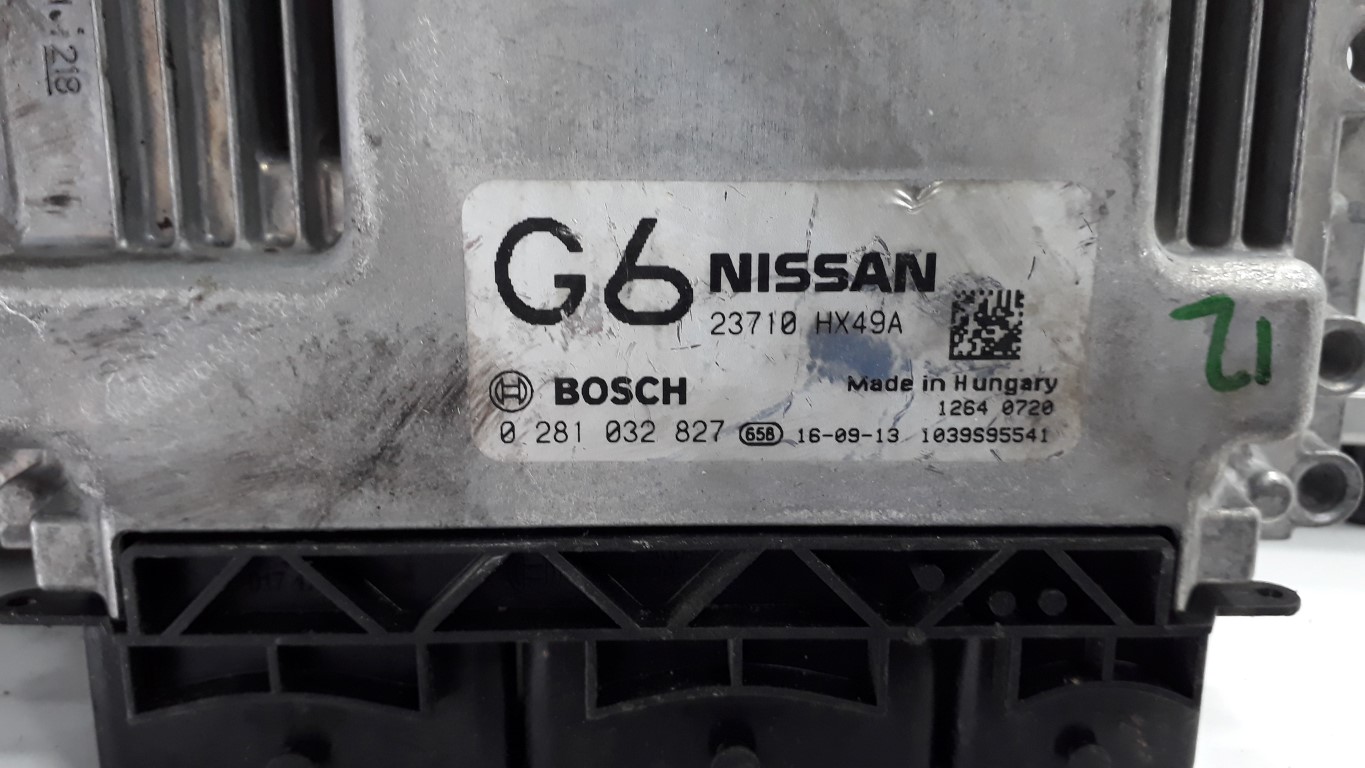 218
G6 NISSAN
23710 HX49A
BOSCH Made in Hungary
1264 0720
0 281 032 827 658 16-09-13 1039S95541
12